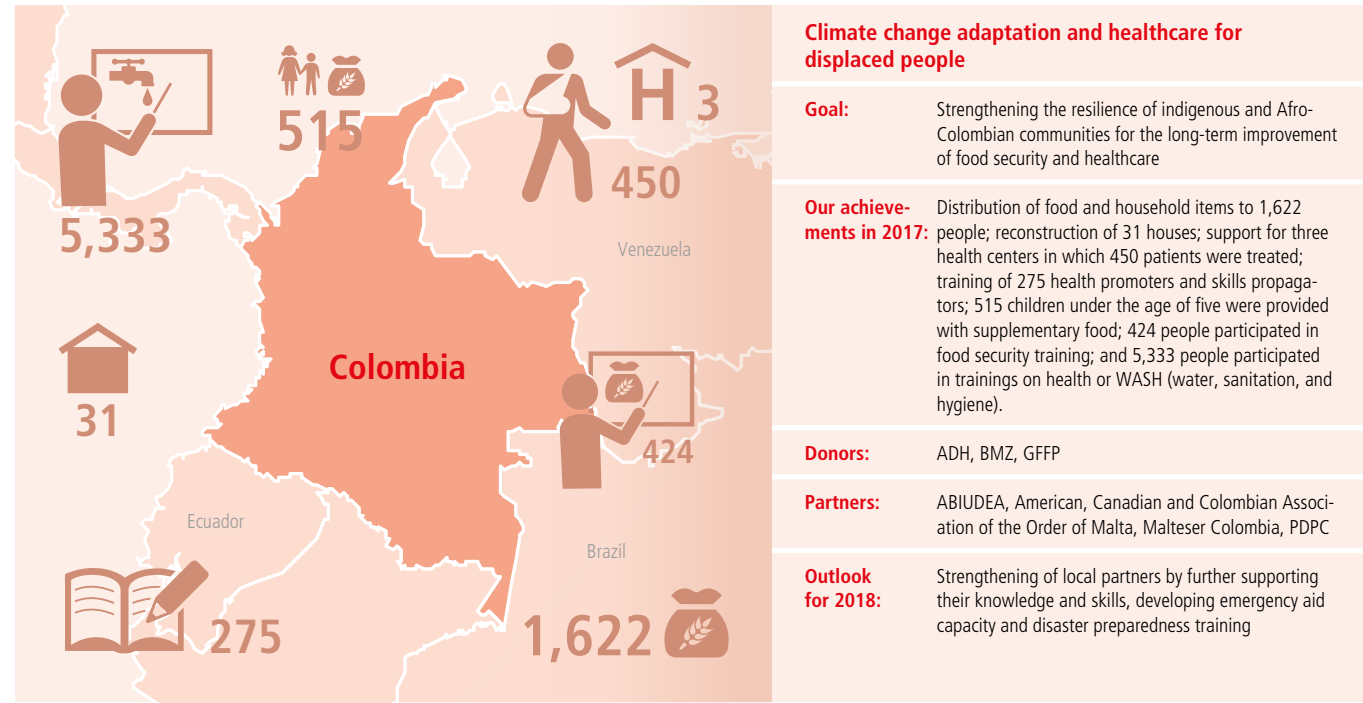 515
H 3
450
5,333
Venezuela
31
Colombia
424
Ecuador
Brazil
275
1,622
Climate change adaptation and healthcare for
displaced people
Goal: Strengthening the resilience of indigenous and Afro-
Colombian communities for the long-term improvement
of food security and healthcare
Our achieve- Distribution of food and household items to 1,622
ments in 2017: people; reconstruction of 31 houses; support for three
health centers in which 450 patients were treated;
training of 275 health promoters and skills propaga-
tors; 515 children under the age of five were provided
with supplementary food; 424 people participated in
food security training; and 5,333 people participated
in trainings on health or WASH (water, sanitation, and
hygiene).
Donors: ADH, BMZ, GFFP
Partners: ABIUDEA, American, Canadian and Colombian Associ-
ation of the Order of Malta, Malteser Colombia, PDPC
Outlook Strengthening of local partners by further supporting
for 2018: their knowledge and skills, developing emergency aid
capacity and disaster preparedness training